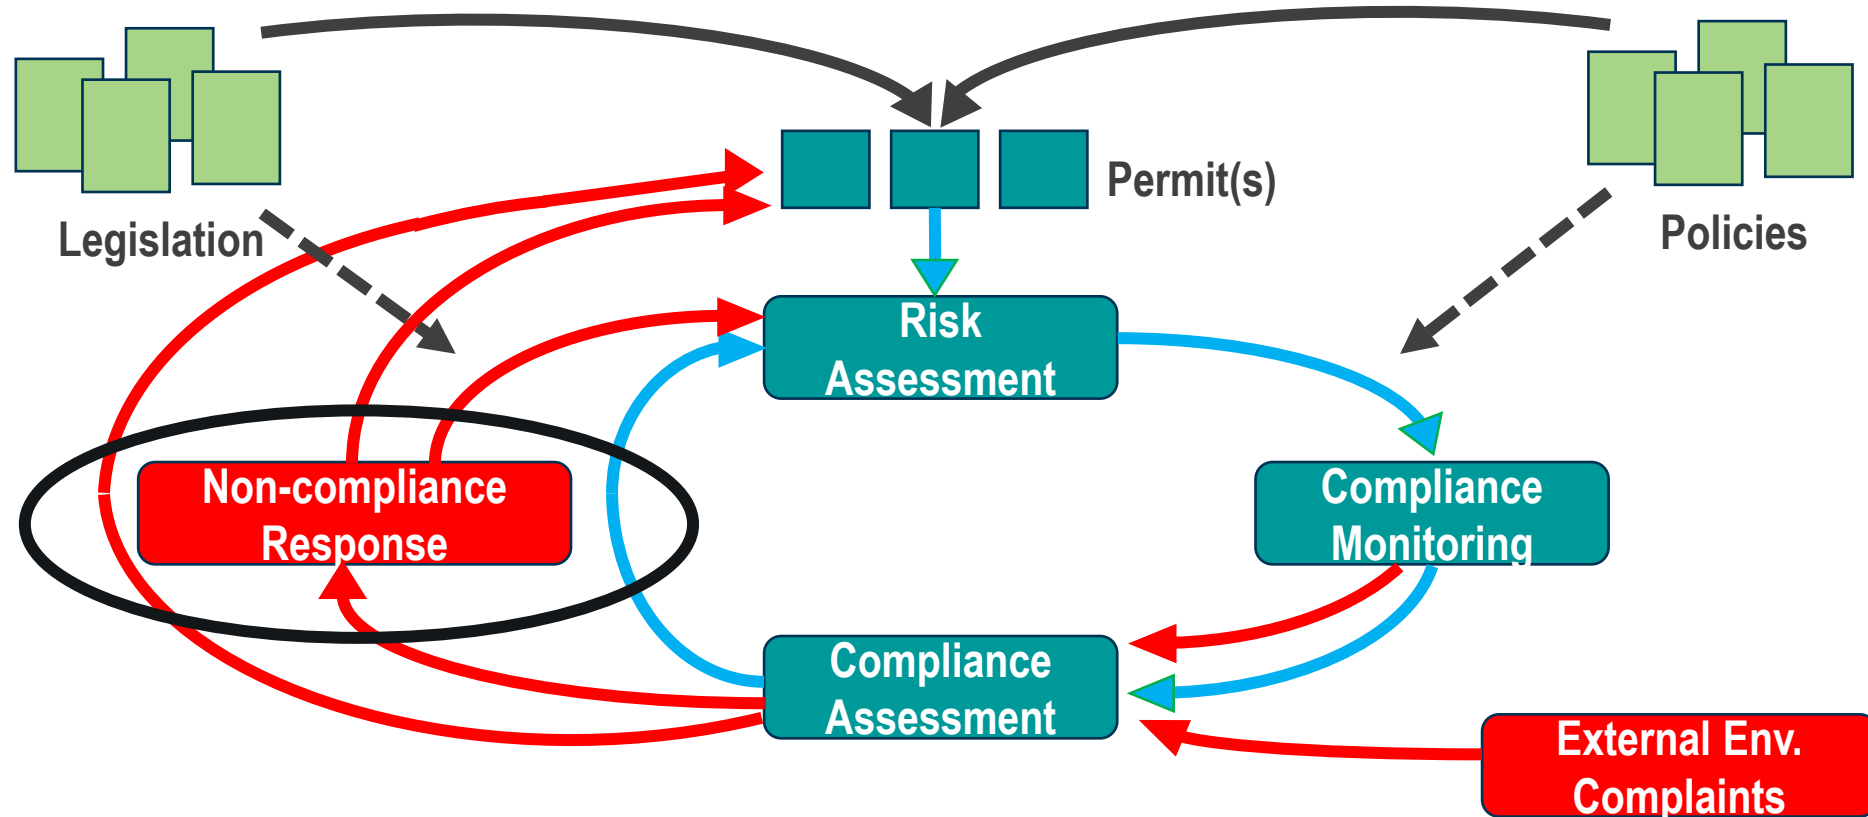 Permit(s)
Legislation
Policies
Risk
Assessment
Non-compliance
Response
Compliance
Monitoring
Compliance
Assessment
External Env.
Complaints